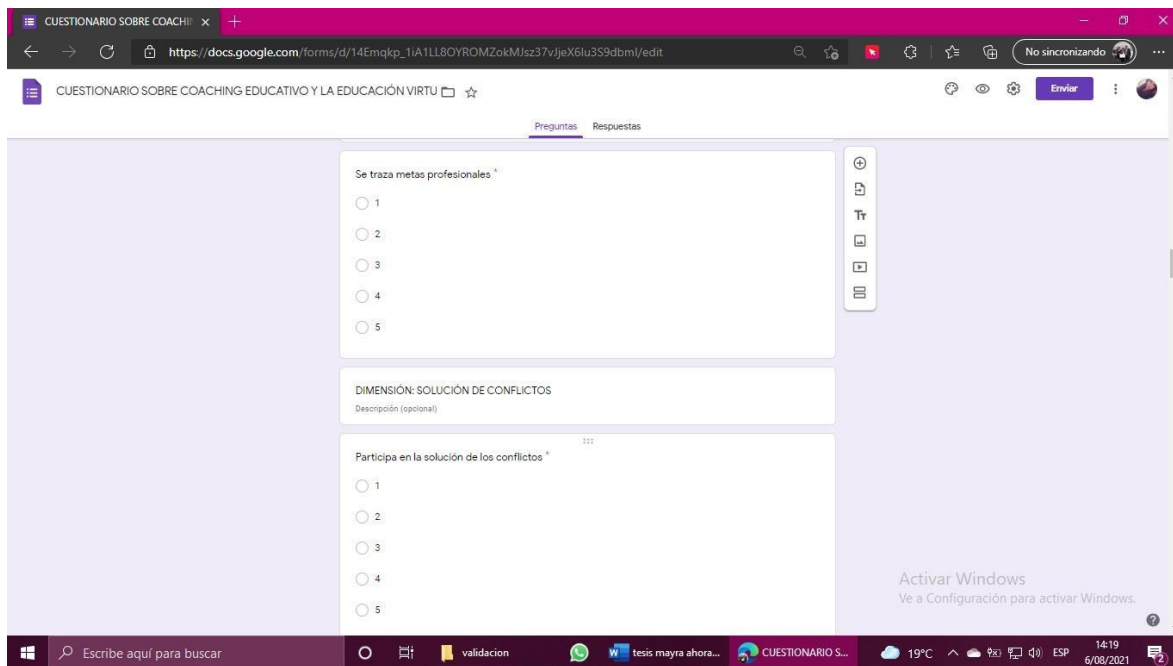 CUESTIONARIO SOBRE COACHIN
https://docs.google.com/forms/d/14Emqkp_1iA1LL8OYROMZokMJsz37vJjeX6Iu3S9dbmI/edit
No sincronizando
CUESTIONARIO SOBRE COACHING EDUCATIVO Y LA EDUCACIÓN VIRTU
Enviar
Preguntas Respuestas
Se traza metas profesionales *
1
2
3
4
5
DIMENSIÓN: SOLUCIÓN DE CONFLICTOS
Descripción (opcional)
Participa en la solución de los conflictos *
1
2
3
4
5
Activar Windows
Ve a Configuración para activar Windows.
Escribe aquí para buscar
validacion
tesis mayra ahora...
CUESTIONARIO S...
19°C
ESP
14:19
6/08/2021